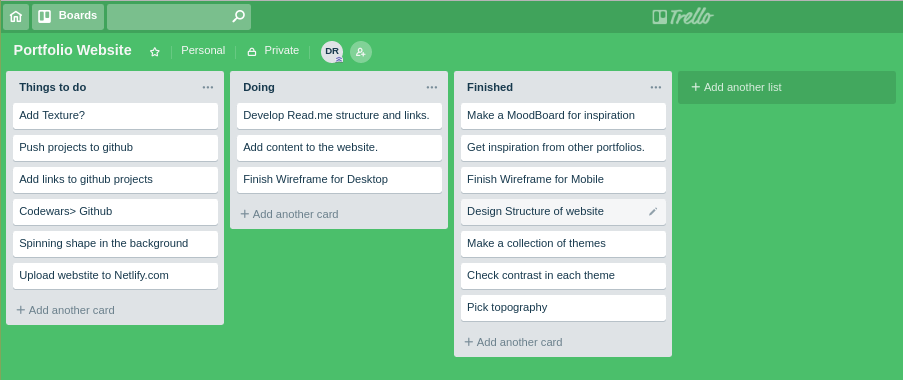 Boards
Trello
Portfolio Website
Personal
Private
DR
Things to do
Add Texture?
Push projects to github
Add links to github projects
Codewars> Github
Spinning shape in the background
Upload webstite to Netlify.com
+ Add another card
Doing
Develop Read.me structure and links.
Add content to the website.
Finish Wireframe for Desktop
+ Add another card
Finished
Make a MoodBoard for inspiration
Get inspiration from other portfolios.
Finish Wireframe for Mobile
Design Structure of website
Make a collection of themes
Check contrast in each theme
Pick topography
+ Add another card
+ Add another list